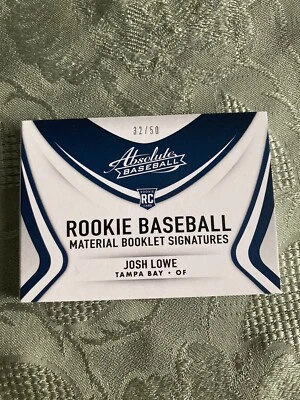 32/50
Absolute
BASEBALL
RC
ROOKIE BASEBALL
MATERIAL BOOKLET SIGNATURES
JOSH LOWE
TAMPA BAY • OF